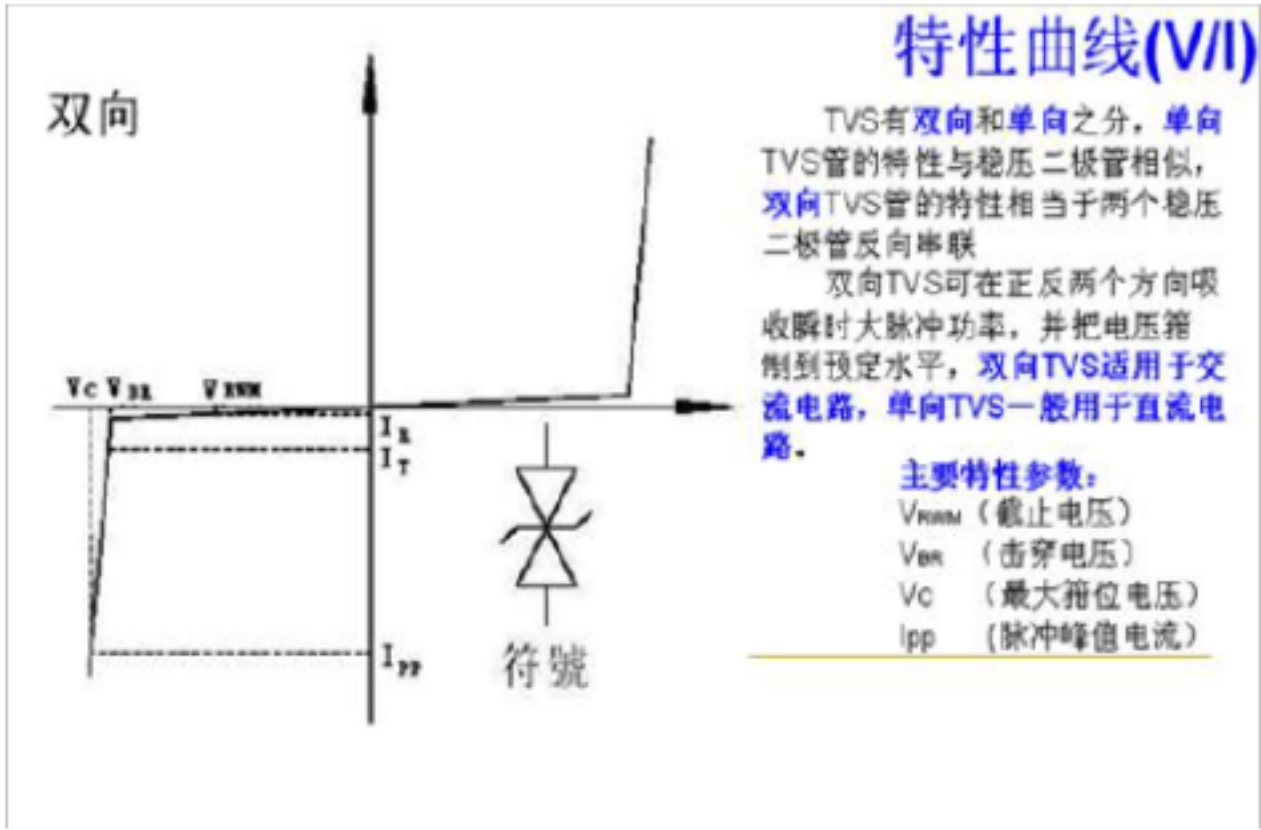 特性曲线(V/I)
双向
TVS有双向和单向之分，单向
TVS管的特性与稳压二极管相似，
双向TVS管的特性相当于两个稳压
二极管反向串联
双向TVS可在正反两个方向吸
收瞬时大脉冲功率，并把电压箝
制到预定水平，双向TVS适用于交
流电路，单向TVS一般用于直流电
路。
主要特性参数：
VRWM（截止电压）
VBR （击穿电压）
VC （最大箝位电压）
Ipp （脉冲峰值电流）
VC VBR VRWM
IR
IT
IPP
符號